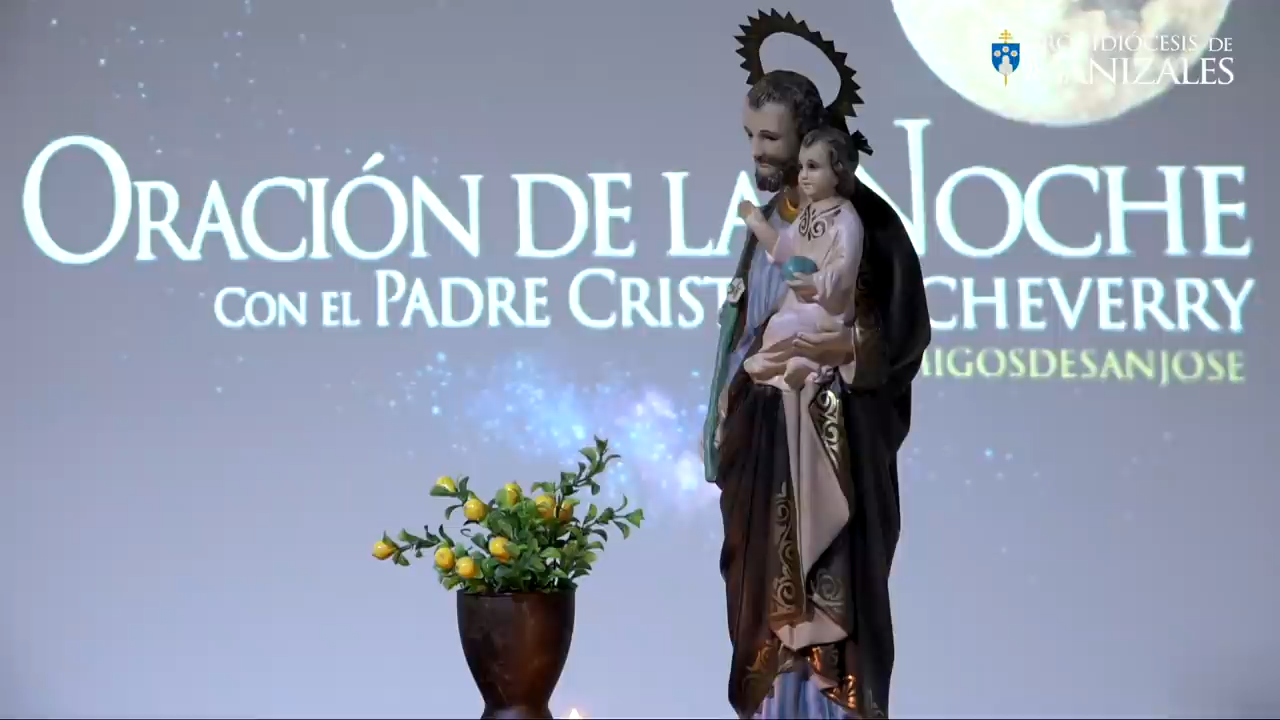 ARQUIDIÓCESIS DE
MANIZALES
ORACIÓN DE LA NOCHE
CON EL PADRE CRIST CHEVERRY
MIGOSDESANJOSE